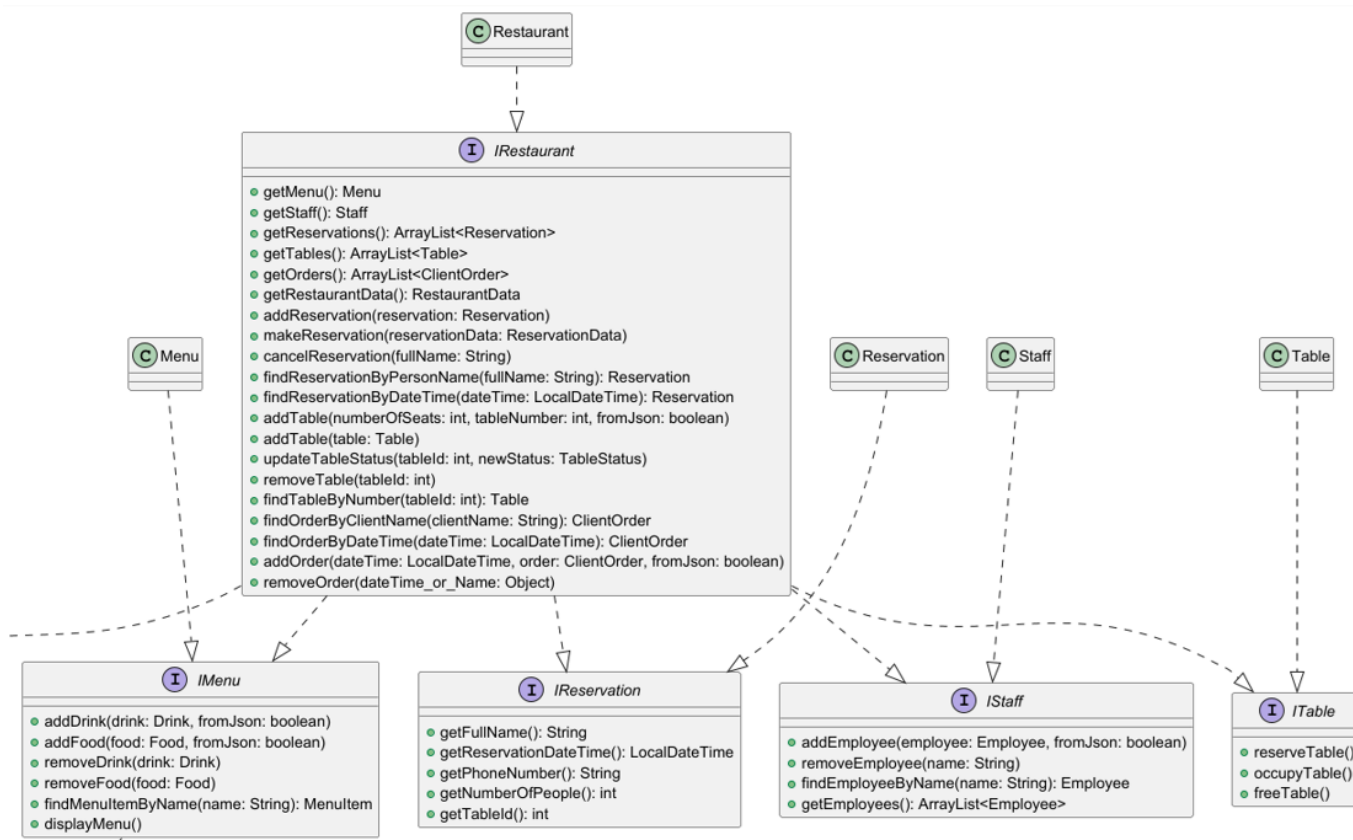 C Restaurant
I IRestaurant
getMenu(): Menu
getStaff(): Staff
getReservations(): ArrayList<Reservation>
getTables(): ArrayList<Table>
getOrders(): ArrayList<ClientOrder>
getRestaurantData(): RestaurantData
addReservation(reservation: Reservation)
makeReservation(reservationData: ReservationData)
cancelReservation(fullName: String)
findReservationByPersonName(fullName: String): Reservation
findReservationByDateTime(dateTime: LocalDateTime): Reservation
addTable(numberOfSeats: int, tableNumber: int, fromJson: boolean)
addTable(table: Table)
updateTableStatus(tableId: int, newStatus: TableStatus)
removeTable(tableId: int)
findTableByNumber(tableId: int): Table
findOrderByClientName(clientName: String): ClientOrder
findOrderByDateTime(dateTime: LocalDateTime): ClientOrder
addOrder(dateTime: LocalDateTime, order: ClientOrder, fromJson: boolean)
removeOrder(dateTime_or_Name: Object)
C Menu
C Reservation
C Staff
C Table
I IMenu
addDrink(drink: Drink, fromJson: boolean)
addFood(food: Food, fromJson: boolean)
removeDrink(drink: Drink)
removeFood(food: Food)
findMenuItemByName(name: String): MenuItem
displayMenu()
I IReservation
getFullName(): String
getReservationDateTime(): LocalDateTime
getPhoneNumber(): String
getNumberOfPeople(): int
getTableId(): int
I IStaff
addEmployee(employee: Employee, fromJson: boolean)
removeEmployee(name: String)
findEmployeeByName(name: String): Employee
getEmployees(): ArrayList<Employee>
I ITable
reserveTable()
occupyTable()
freeTable()